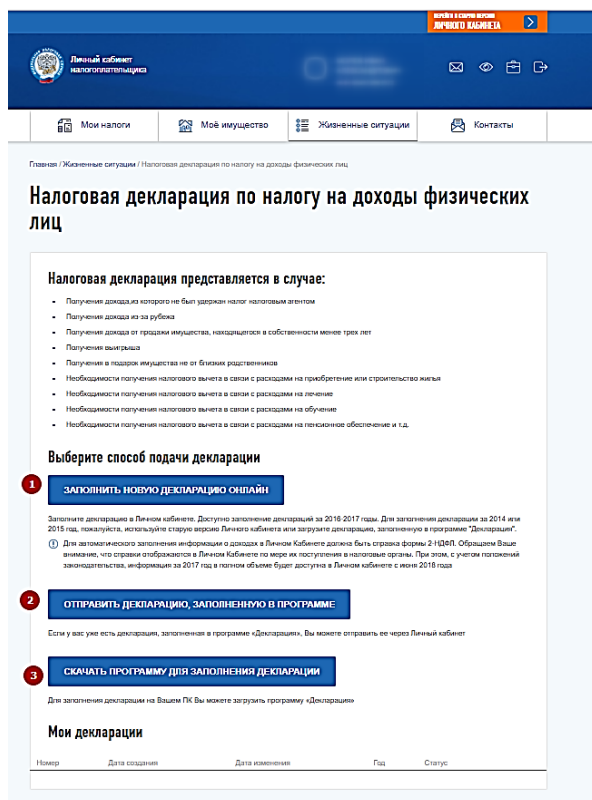 ПЕРЕЙТИ В СТАРУЮ ВЕРСИЮ
ЛИЧНОГО КАБИНЕТА
Личный кабинет
налогоплательщика
Мои налоги
Моё имущество
Жизненные ситуации
Контакты
Главная / Жизненные ситуации / Налоговая декларация по налогу на доходы физических лиц
Налоговая декларация по налогу на доходы физических
лиц
Налоговая декларация представляется в случае:
• Получения дохода,из которого не был удержан налог налоговым агентом
• Получения дохода из-за рубежа
• Получения дохода от продажи имущества, находящегося в собственности менее трех лет
• Получения выигрыша
• Получения в подарок имущества не от близких родственников
• Необходимости получения налогового вычета в связи с расходами на приобретение или строительство жилья
• Необходимости получения налогового вычета в связи с расходами на лечение
• Необходимости получения налогового вычета в связи с расходами на обучение
• Необходимости получения налогового вычета в связи с расходами на пенсионное обеспечение и т.д.
Выберите способ подачи декларации
1
ЗАПОЛНИТЬ НОВУЮ ДЕКЛАРАЦИЮ ОНЛАЙН
Заполните декларацию в Личном кабинете. Доступно заполнение деклараций за 2016-2017 годы. Для заполнения декларации за 2014 или
2015 год, пожалуйста, используйте старую версию Личного кабинета или загрузите декларацию, заполненную в программе "Декларация".
Для автоматического заполнения информации о доходах в Личном Кабинете должна быть справка формы 2-НДФЛ. Обращаем Ваше
внимание, что справки отображаются в Личном Кабинете по мере их поступления в налоговые органы. При этом, с учетом положений
законодательства, информация за 2017 год в полном объеме будет доступна в Личном кабинете с июня 2018 года
2
ОТПРАВИТЬ ДЕКЛАРАЦИЮ, ЗАПОЛНЕННУЮ В ПРОГРАММЕ
Если у вас уже есть декларация, заполненная в программе «Декларация», Вы можете отправить ее через Личный кабинет
3
СКАЧАТЬ ПРОГРАММУ ДЛЯ ЗАПОЛНЕНИЯ ДЕКЛАРАЦИИ
Для заполнения декларации на Вашем ПК Вы можете загрузить программу «Декларация»
Мои декларации
Номер Дата создания Дата изменения Год Статус